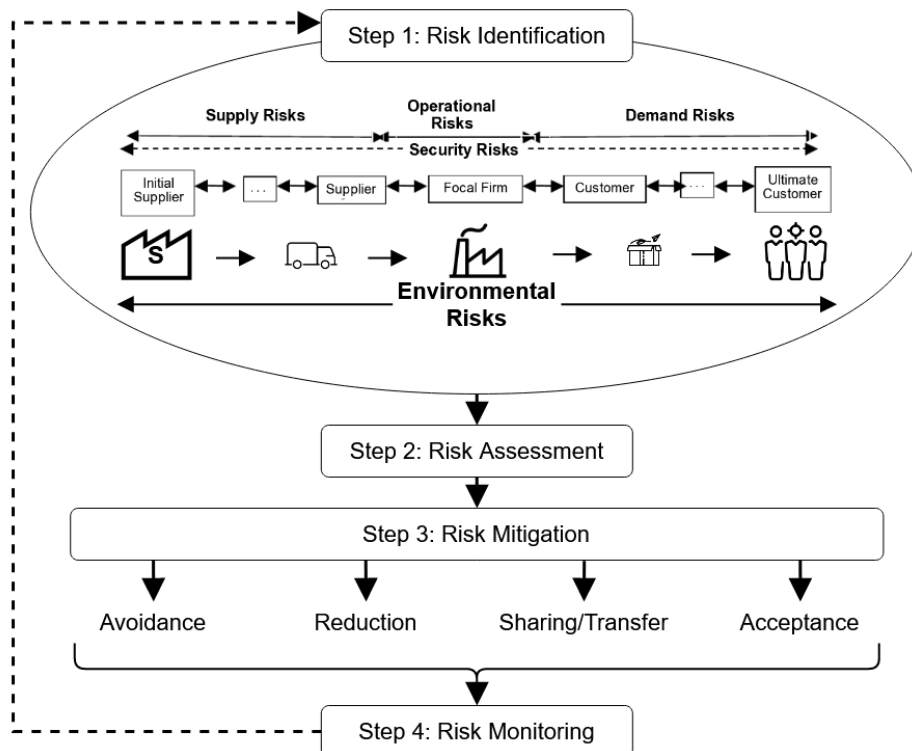 Step 1: Risk Identification
Supply Risks
Operational
Risks
Demand Risks
Security Risks
Initial
Supplier
...
Supplier
Focal Firm
Customer
...
Ultimate
Customer
S
Environmental
Risks
Step 2: Risk Assessment
Step 3: Risk Mitigation
Avoidance
Reduction
Sharing/Transfer
Acceptance
Step 4: Risk Monitoring